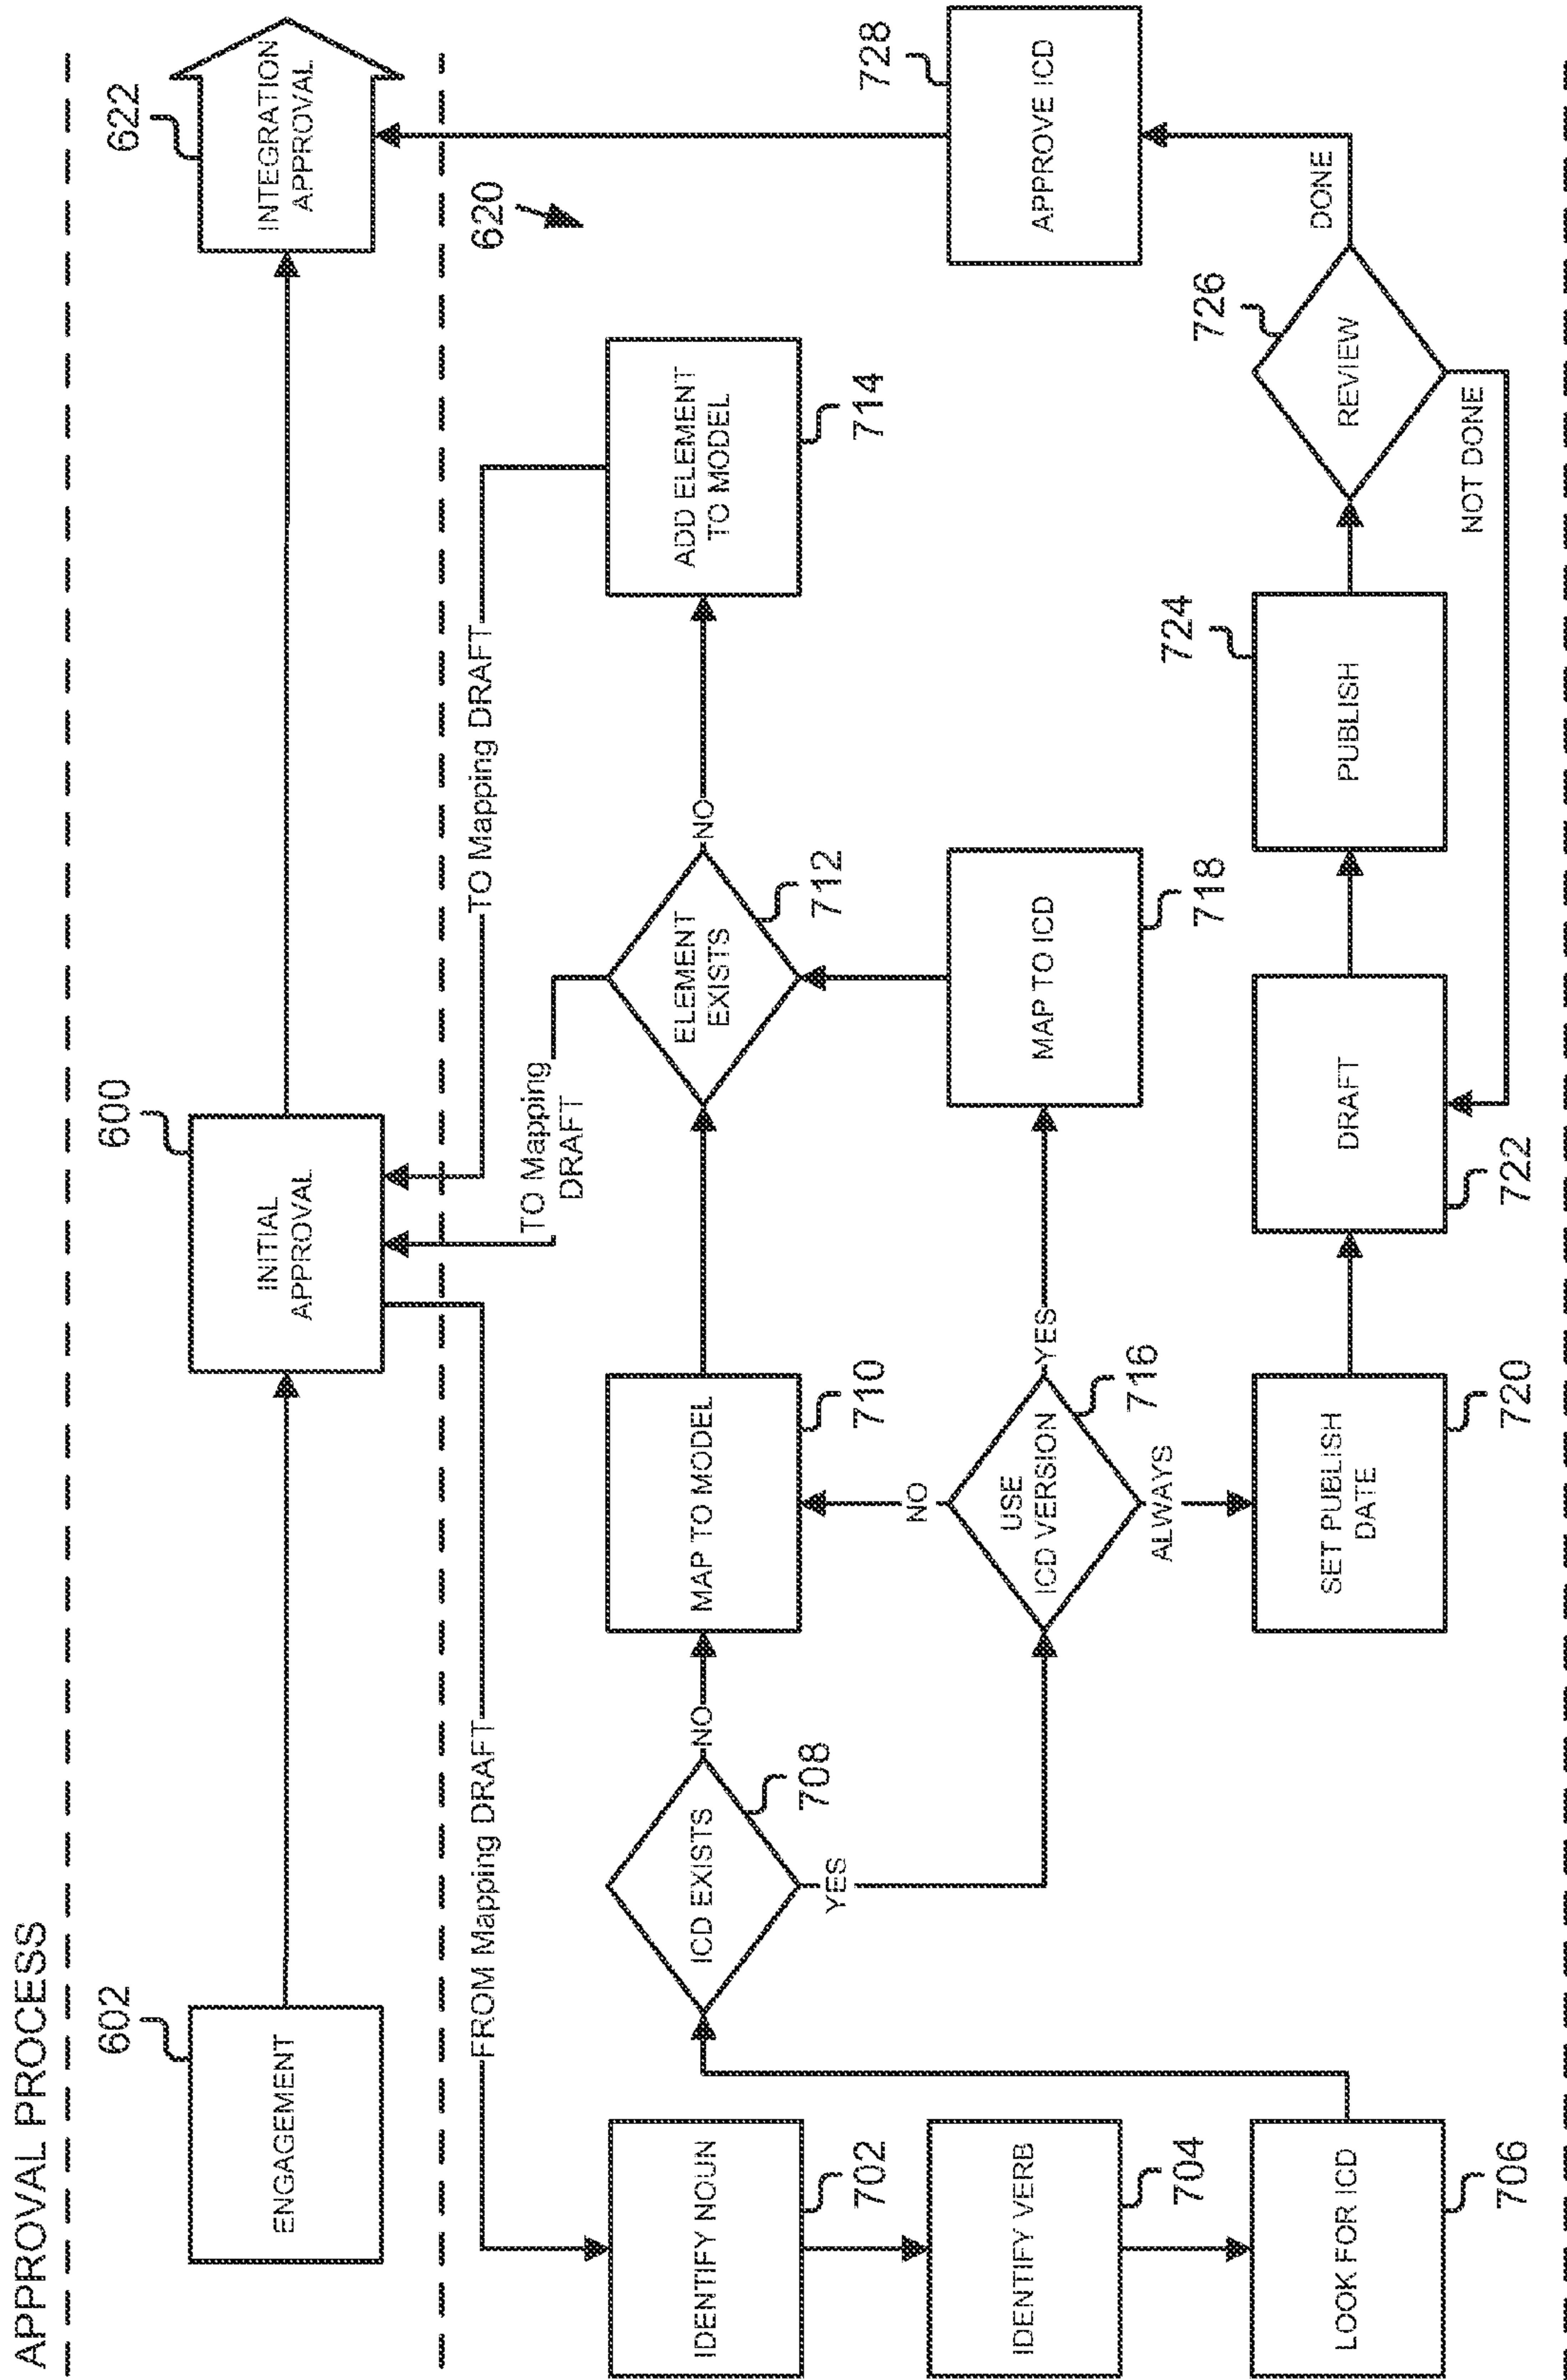 APPROVAL PROCESS
602
ENGAGEMENT
600
INITIAL
APPROVAL
622
INTEGRATION
APPROVAL
FROM Mapping DRAFT
TO Mapping
DRAFT
TO Mapping DRAFT
620
IDENTIFY NOUN
702
IDENTIFY VERB
704
LOOK FOR ICD
706
ICD EXISTS
708
NO
YES
MAP TO MODEL
710
ELEMENT
EXISTS
712
NO
ADD ELEMENT
TO MODEL
714
NO
USE
ICD VERSION
716
YES
ALWAYS
MAP TO ICD
718
SET PUBLISH
DATE
720
DRAFT
722
724
PUBLISH
726
REVIEW
DONE
NOT DONE
728
APPROVE ICD